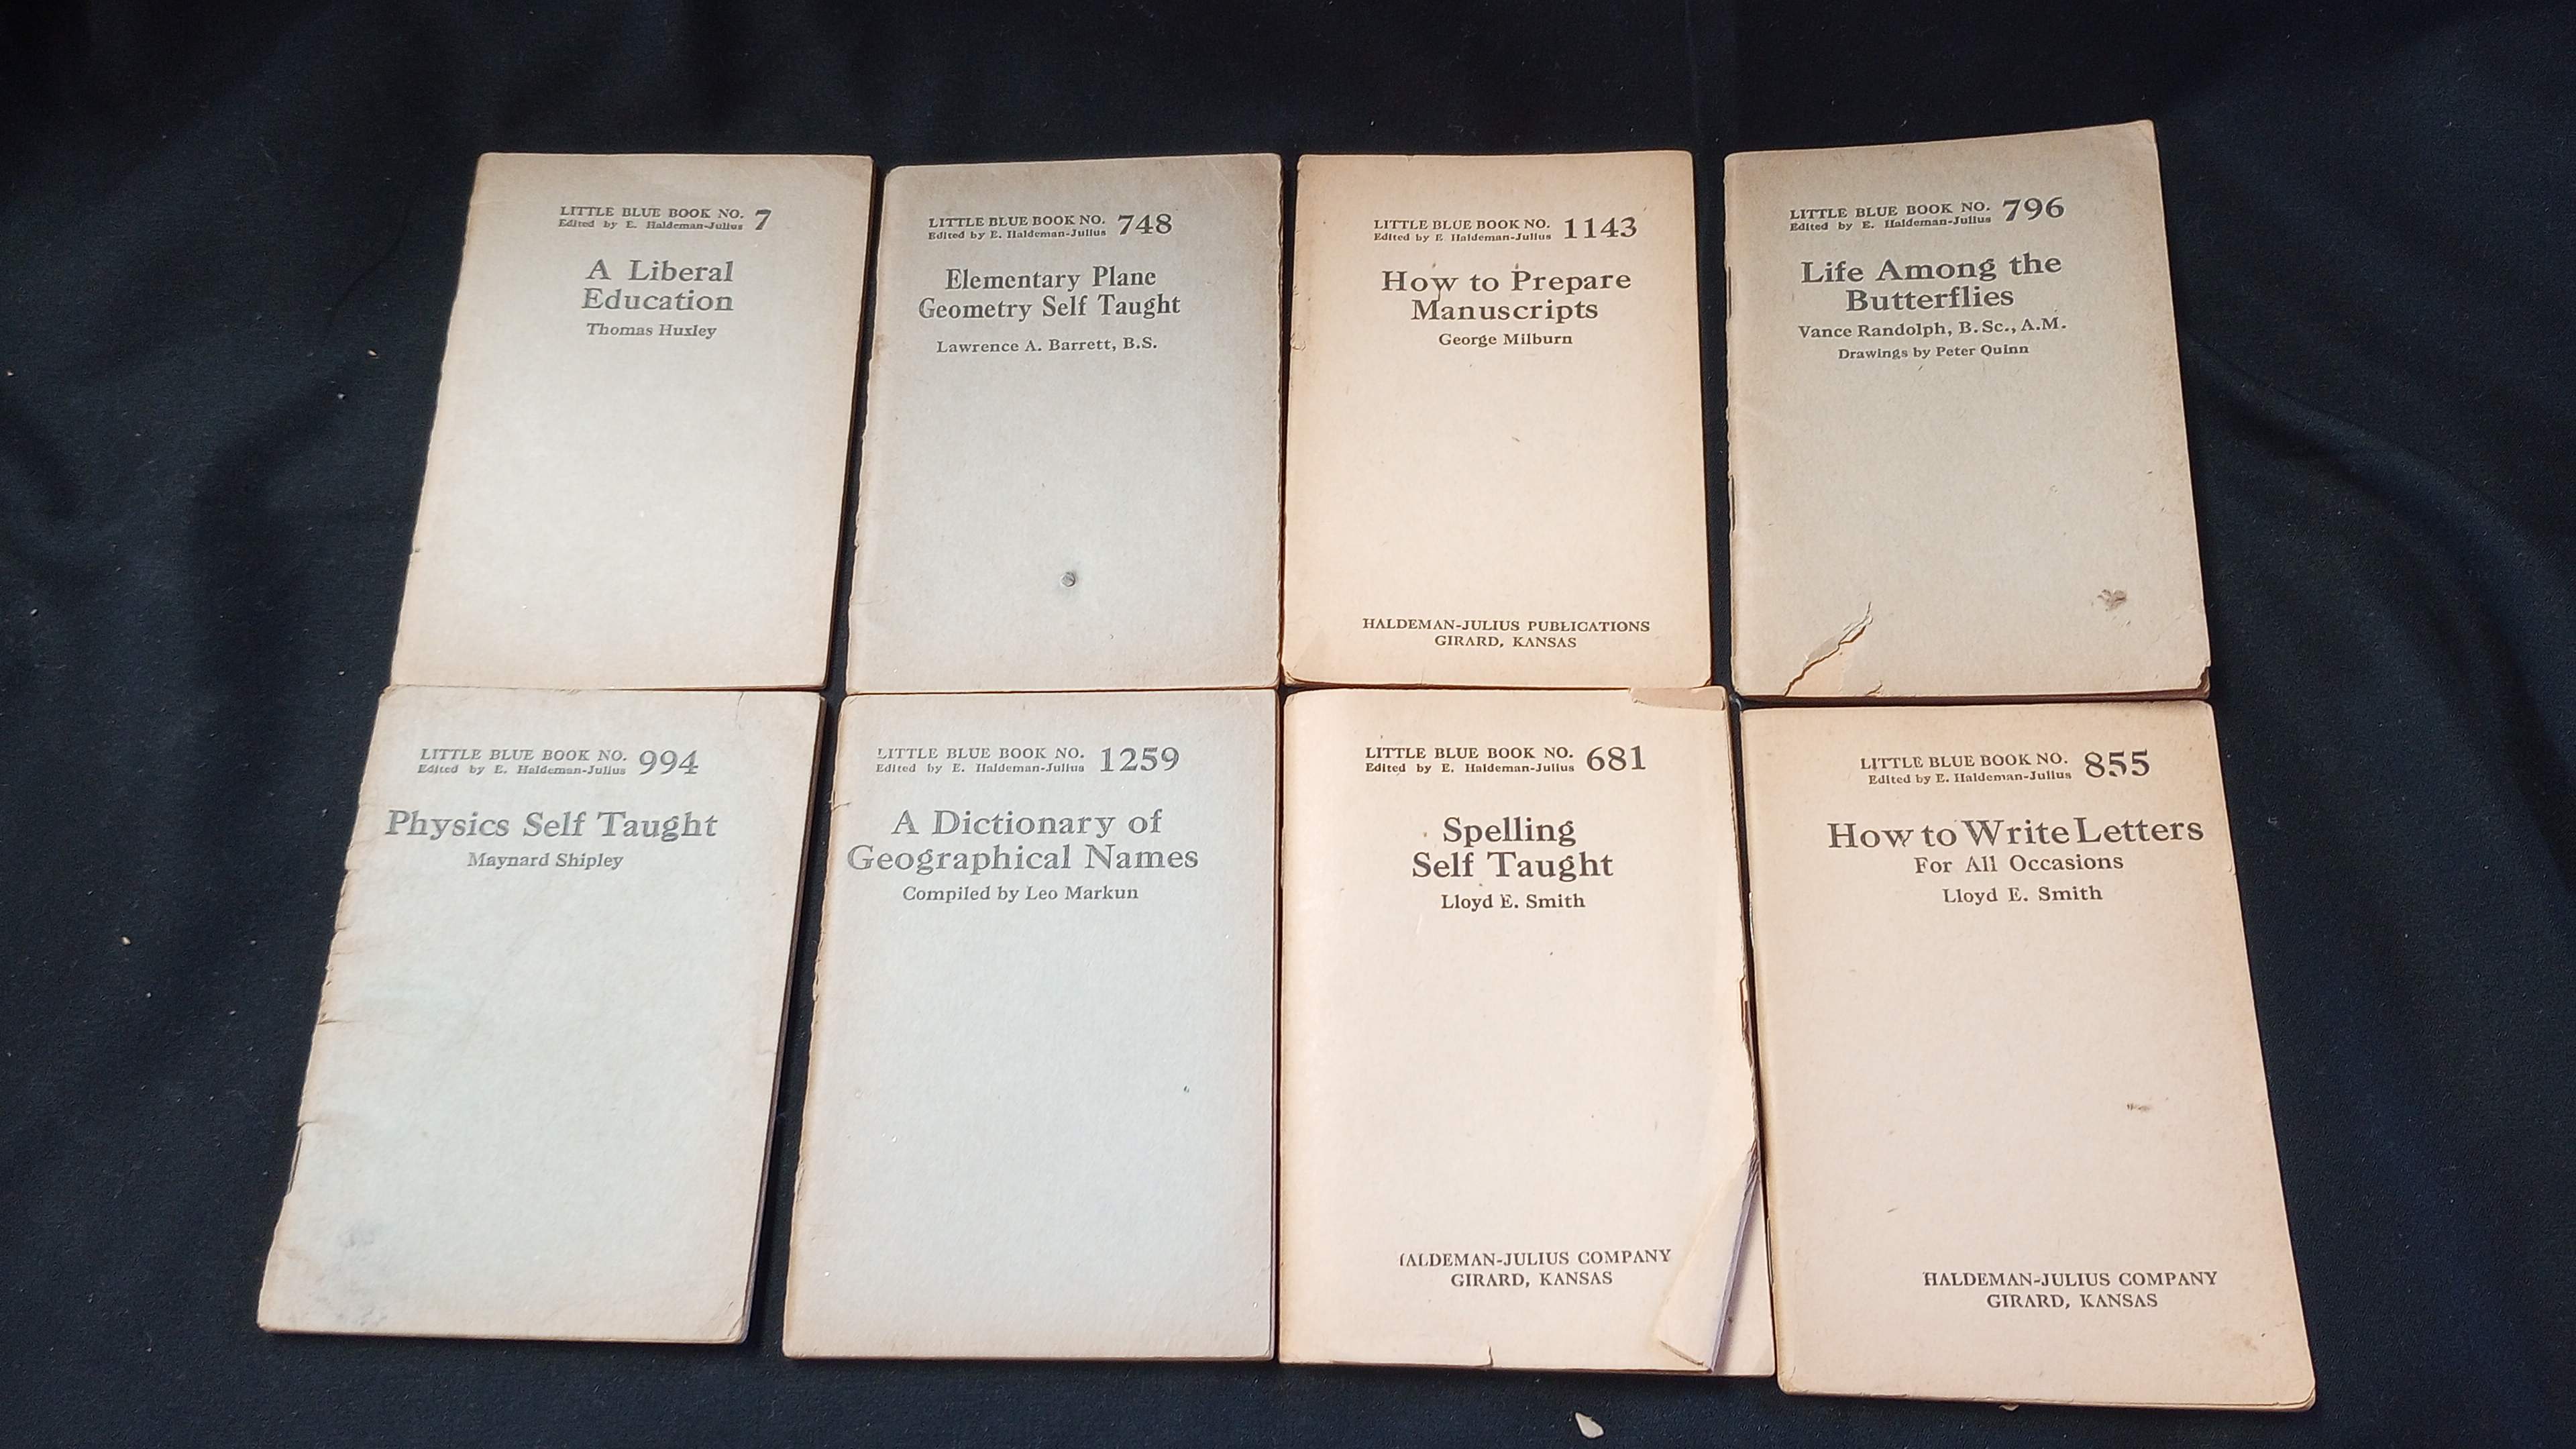 LITTLE BLUE BOOK NO. 7
Edited by E. Haldeman-Julius
A Liberal
Education
Thomas Huxley
LITTLE BLUE BOOK NO. 748
Edited by E. Haldeman-Julius
Elementary Plane
Geometry Self Taught
Lawrence A. Barrett, B.S.
LITTLE BLUE BOOK NO. 1143
Edited by E Haldeman-Julius
How to Prepare
Manuscripts
George Milburn
HALDEMAN-JULIUS PUBLICATIONS
GIRARD, KANSAS
LITTLE BLUE BOOK NO. 796
Edited by E. Haldeman-Julius
Life Among the
Butterflies
Vance Randolph, B. Sc., A.M.
Drawings by Peter Quinn
LITTLE BLUE BOOK NO. 994
Edited by E. Haldeman-Julius
Physics Self Taught
Maynard Shipley
LITTLE BLUE BOOK NO. 1259
Edited by E. Haldeman-Julius
A Dictionary of
Geographical Names
Compiled by Leo Markun
LITTLE BLUE BOOK NO. 681
Edited by E. Haldeman-Julius
Spelling
Self Taught
Lloyd E. Smith
HALDEMAN-JULIUS COMPANY
GIRARD, KANSAS
LITTLE BLUE BOOK NO. 855
Edited by E. Haldeman-Julius
How to Write Letters
For All Occasions
Lloyd E. Smith
HALDEMAN-JULIUS COMPANY
GIRARD, KANSAS